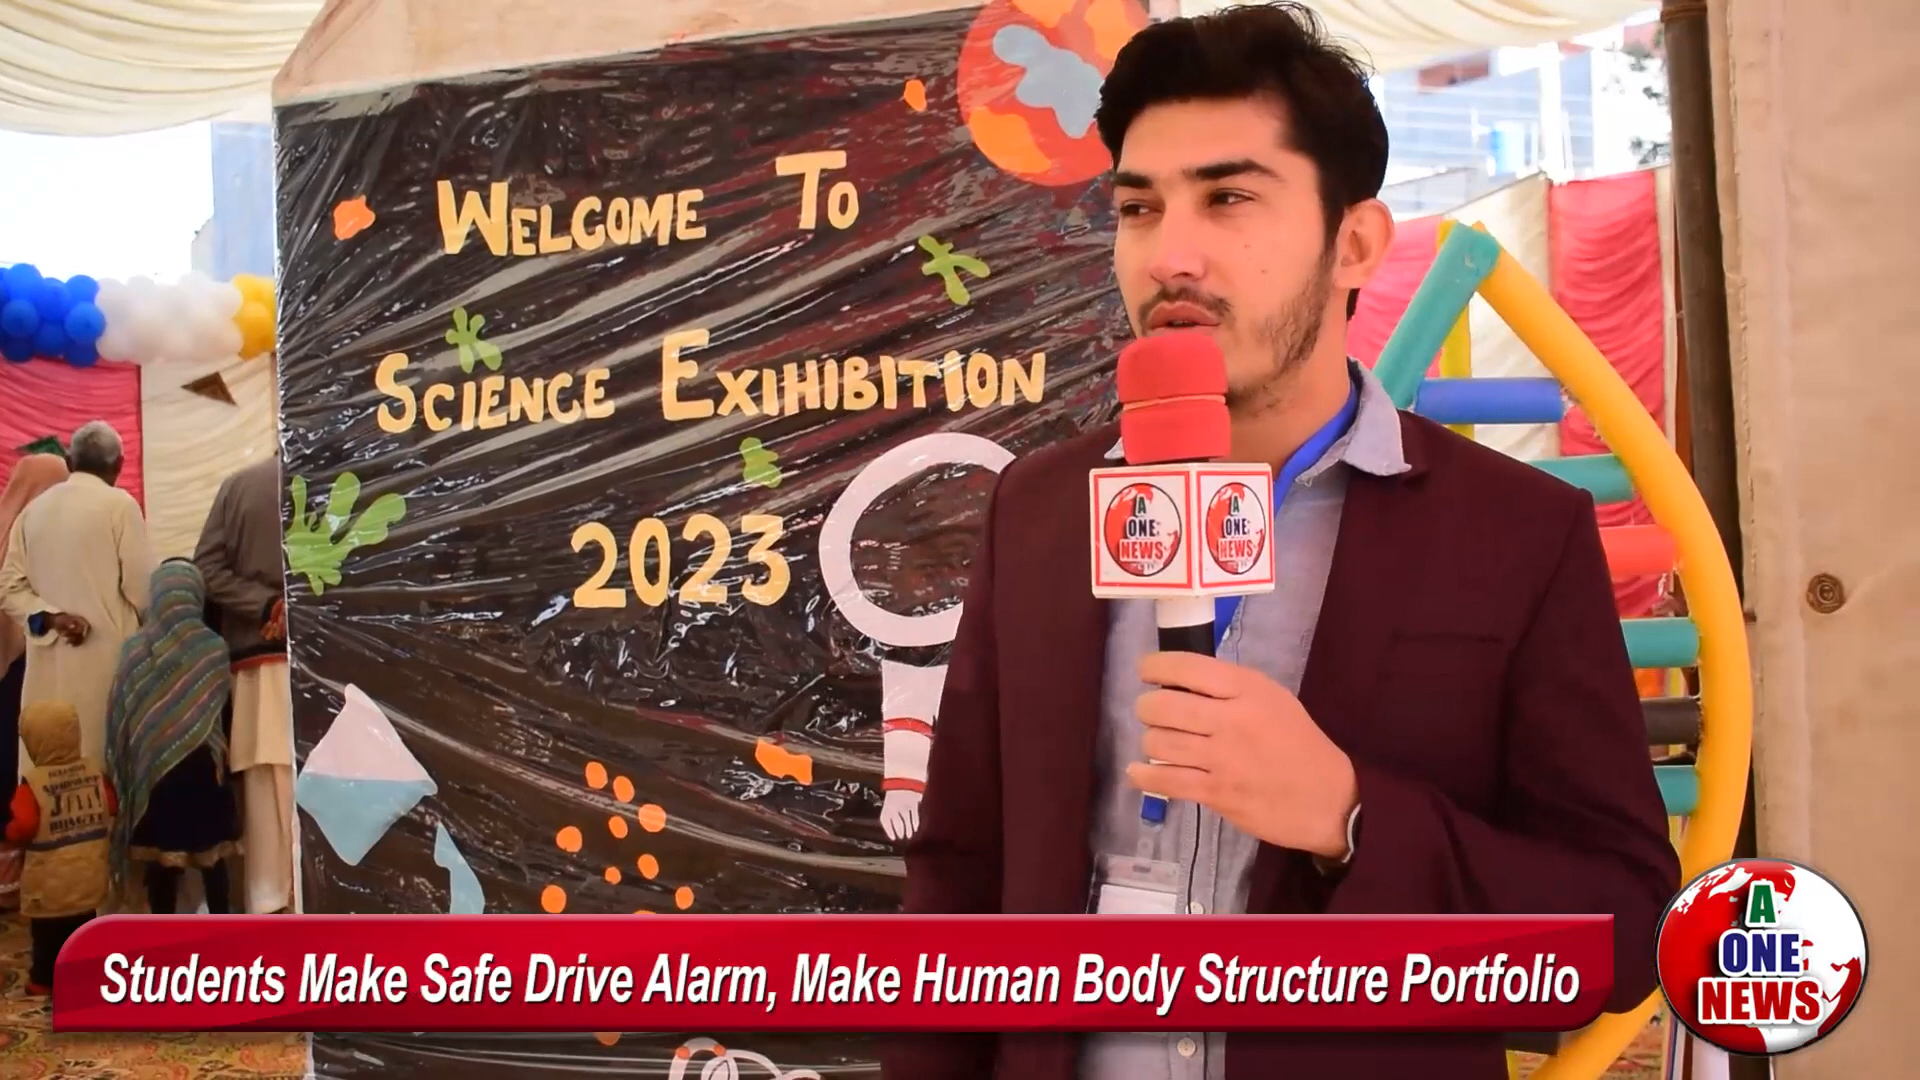 WELCOME TO
SCIENCE EXIHIBITION
2023
A
ONE
NEWS
A
ONE
NEWS
Students Make Safe Drive Alarm, Make Human Body Structure Portfolio
A
ONE
NEWS